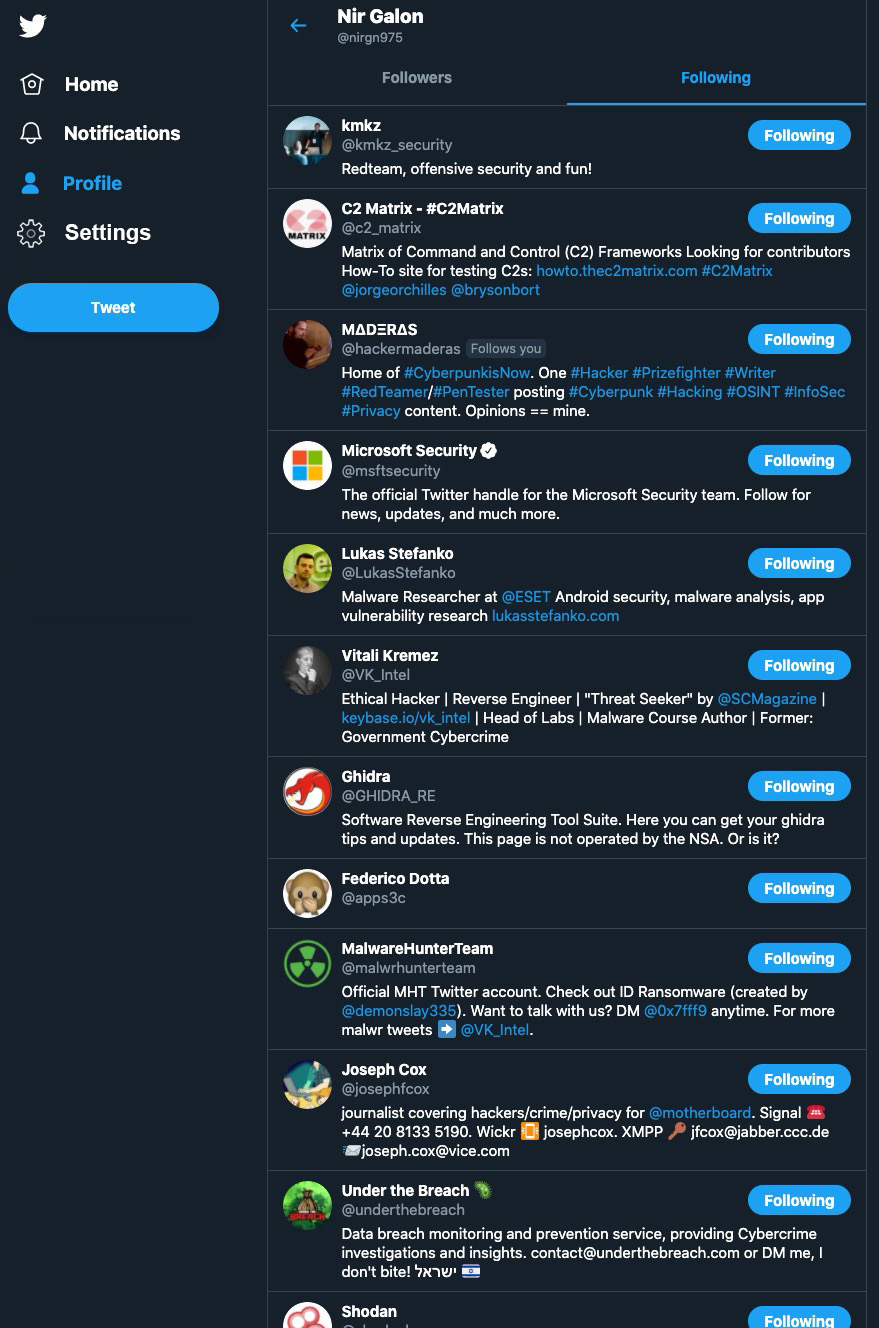 Nir Galon
@nirgn975
Home
Notifications
Profile
Settings
Tweet
Followers
Following
kmkz
@kmkz_security
Following
Redteam, offensive security and fun!
MATRIX
C2 Matrix - #C2Matrix
@c2_matrix
Following
Matrix of Command and Control (C2) Frameworks Looking for contributors
How-To site for testing C2s: howto.thec2matrix.com #C2Matrix
@jorgeorchilles @brysonbort
MΔDΞRΔS
@hackermaderas Follows you
Following
Home of #CyberpunkisNow. One #Hacker #Prizefighter #Writer
#RedTeamer/#PenTester posting #Cyberpunk #Hacking #OSINT #InfoSec
#Privacy content. Opinions == mine.
Microsoft Security
@msftsecurity
Following
The official Twitter handle for the Microsoft Security team. Follow for
news, updates, and much more.
Lukas Stefanko
@LukasStefanko
Following
Malware Researcher at @ESET Android security, malware analysis, app
vulnerability research lukasstefanko.com
Vitali Kremez
@VK_Intel
Following
Ethical Hacker | Reverse Engineer | "Threat Seeker" by @SCMagazine |
keybase.io/vk_intel | Head of Labs | Malware Course Author | Former:
Government Cybercrime
Ghidra
@GHIDRA_RE
Following
Software Reverse Engineering Tool Suite. Here you can get your ghidra
tips and updates. This page is not operated by the NSA. Or is it?
Federico Dotta
@apps3c
Following
MalwareHunterTeam
@malwrhunterteam
Following
Official MHT Twitter account. Check out ID Ransomware (created by
@demonslay335). Want to talk with us? DM @0x7fff9 anytime. For more
malwr tweets ➡️ @VK_Intel.
Joseph Cox
@josephfcox
Following
journalist covering hackers/crime/privacy for @motherboard. Signal ☎️
+44 20 8133 5190. Wickr 🎞️ josephcox. XMPP 🔑 jfcox@jabber.ccc.de
📨joseph.cox@vice.com
BREACH
Under the Breach 🦠
@underthebreach
Following
Data breach monitoring and prevention service, providing Cybercrime
investigations and insights. contact@underthebreach.com or DM me, I
don't bite! ישראל 🇮🇱
Shodan
Following